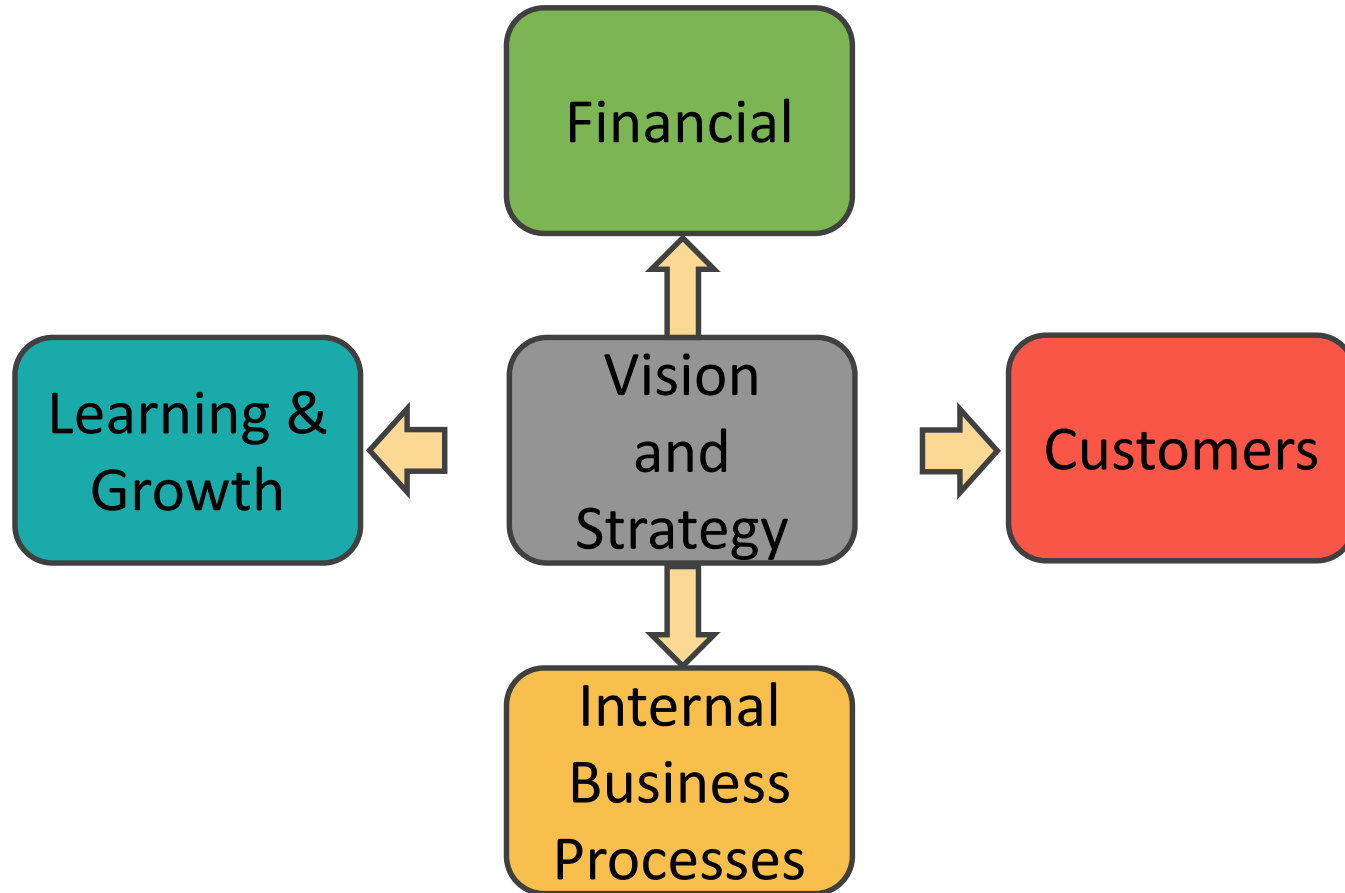 Financial
Learning &
Growth
Vision
and
Strategy
Customers
Internal
Business
Processes